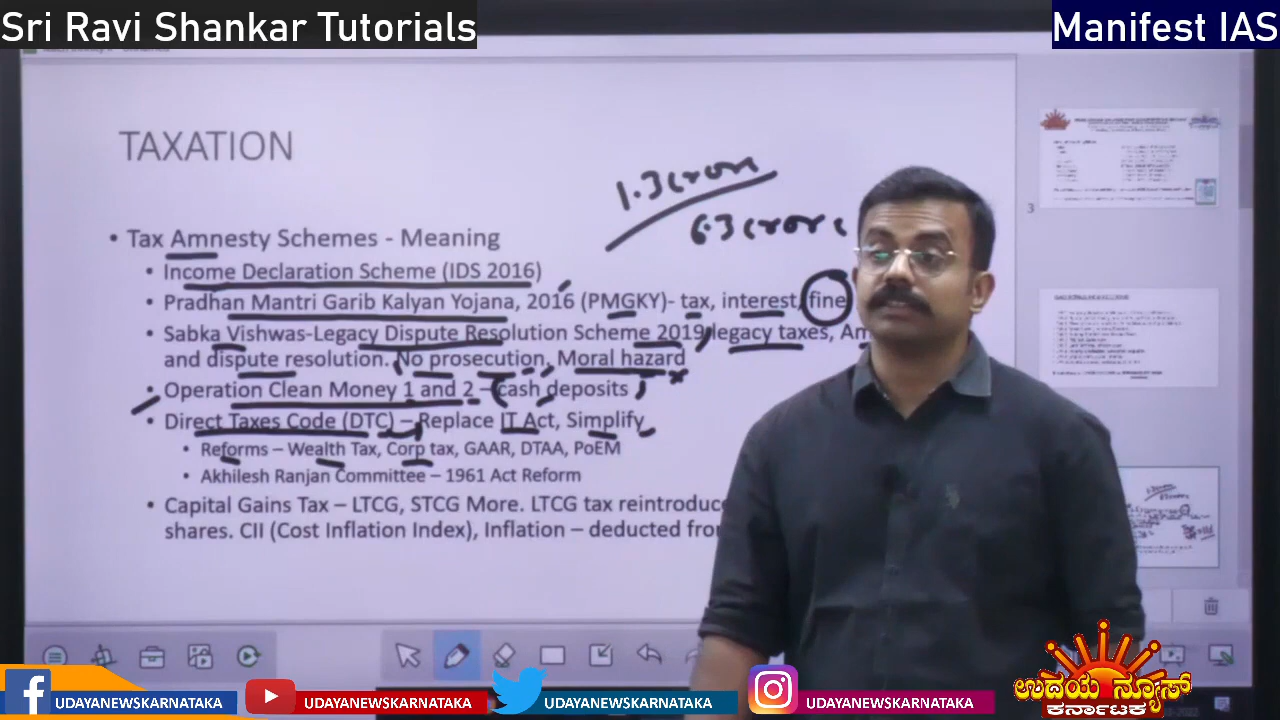 Sri Ravi Shankar Tutorials
Manifest IAS
TAXATION
1.3 crore
6.3 crore
• Tax Amnesty Schemes - Meaning
• Income Declaration Scheme (IDS 2016)
• Pradhan Mantri Garib Kalyan Yojana, 2016 (PMGKY)- tax, interest, fine
• Sabka Vishwas-Legacy Dispute Resolution Scheme 2019 legacy taxes,
and dispute resolution. No prosecution, Moral hazard
• Operation Clean Money 1 and 2 – cash deposits
• Direct Taxes Code (DTC) – Replace IT Act, Simplify
• Reforms – Wealth Tax, Corp tax, GAAR, DTAA, PoEM
• Akhilesh Ranjan Committee – 1961 Act Reform
• Capital Gains Tax – LTCG, STCG More. LTCG tax reintroduce
shares. CII (Cost Inflation Index), Inflation – deducted from
3
UDAYANEWSKARNATAKA
UDAYANEWSKARNATAKA
UDAYANEWSKARNATAKA
UDAYANEWSKARNATAKA
ಉದಯ ನ್ಯೂಸ್
ಕರ್ನಾಟಕ